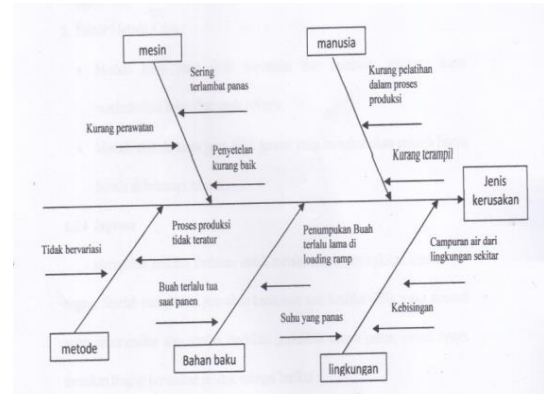 mesin
manusia
Sering
terlambat panas
Kurang pelatihan
dalam proses
produksi
Kurang perawatan
Penyetelan
kurang baik
Kurang terampil
Jenis
kerusakan
Tidak bervariasi
Proses produksi
tidak teratur
Penumpukan Buah
terlalu lama di
loading ramp
Campuran air dari
lingkungan sekitar
Buah terlalu tua
saat panen
Suhu yang panas
Kebisingan
metode
Bahan baku
lingkungan